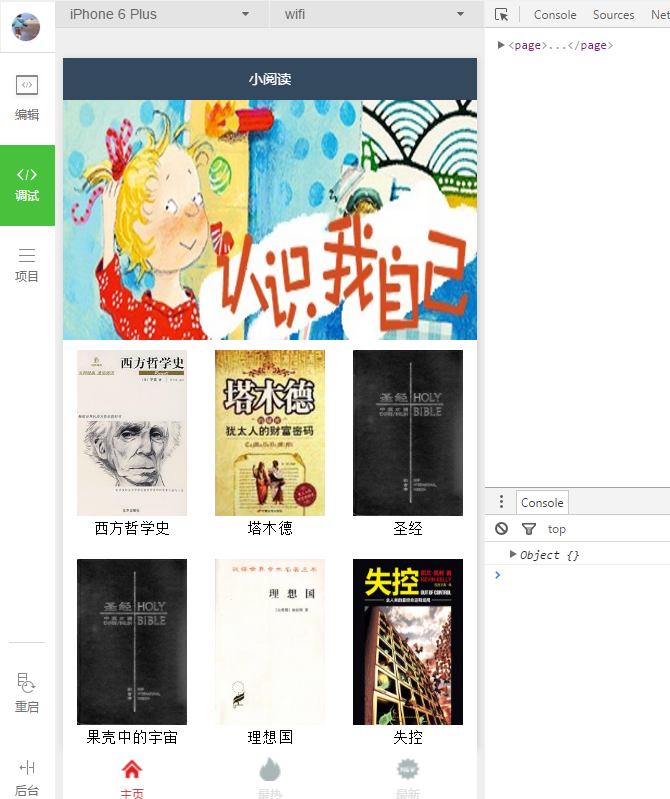 iPhone 6 Plus
wifi
Console
Sources
Net
<page>...</page>
编辑
调试
项目
重启
后台
小阅读
认识我自己
西方哲学史
西方哲学史
塔木德
犹太人的财富密码
塔木德
圣经 HOLY
BIBLE
圣经
圣经 HOLY
BIBLE
果壳中的宇宙
理想国
理想国
失控
KEVIN KELLY
OUT OF CONTROL
失控
主页
最热
最新
Console
top
Object {}